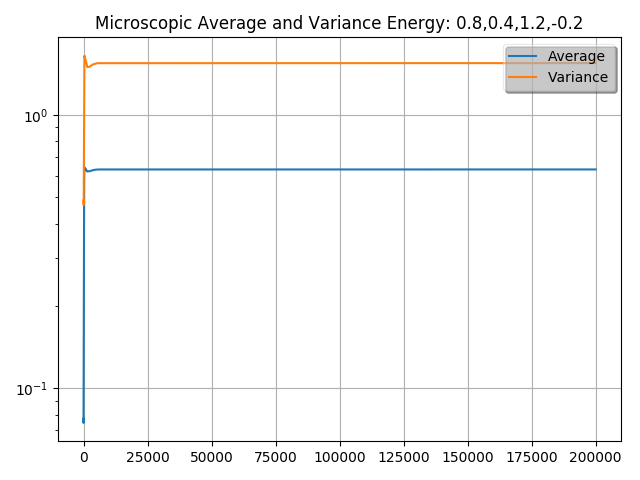 Microscopic Average and Variance Energy: 0.8,0.4,1.2,-0.2
Average
Variance
10⁰
10⁻¹
0 25000 50000 75000 100000 125000 150000 175000 200000